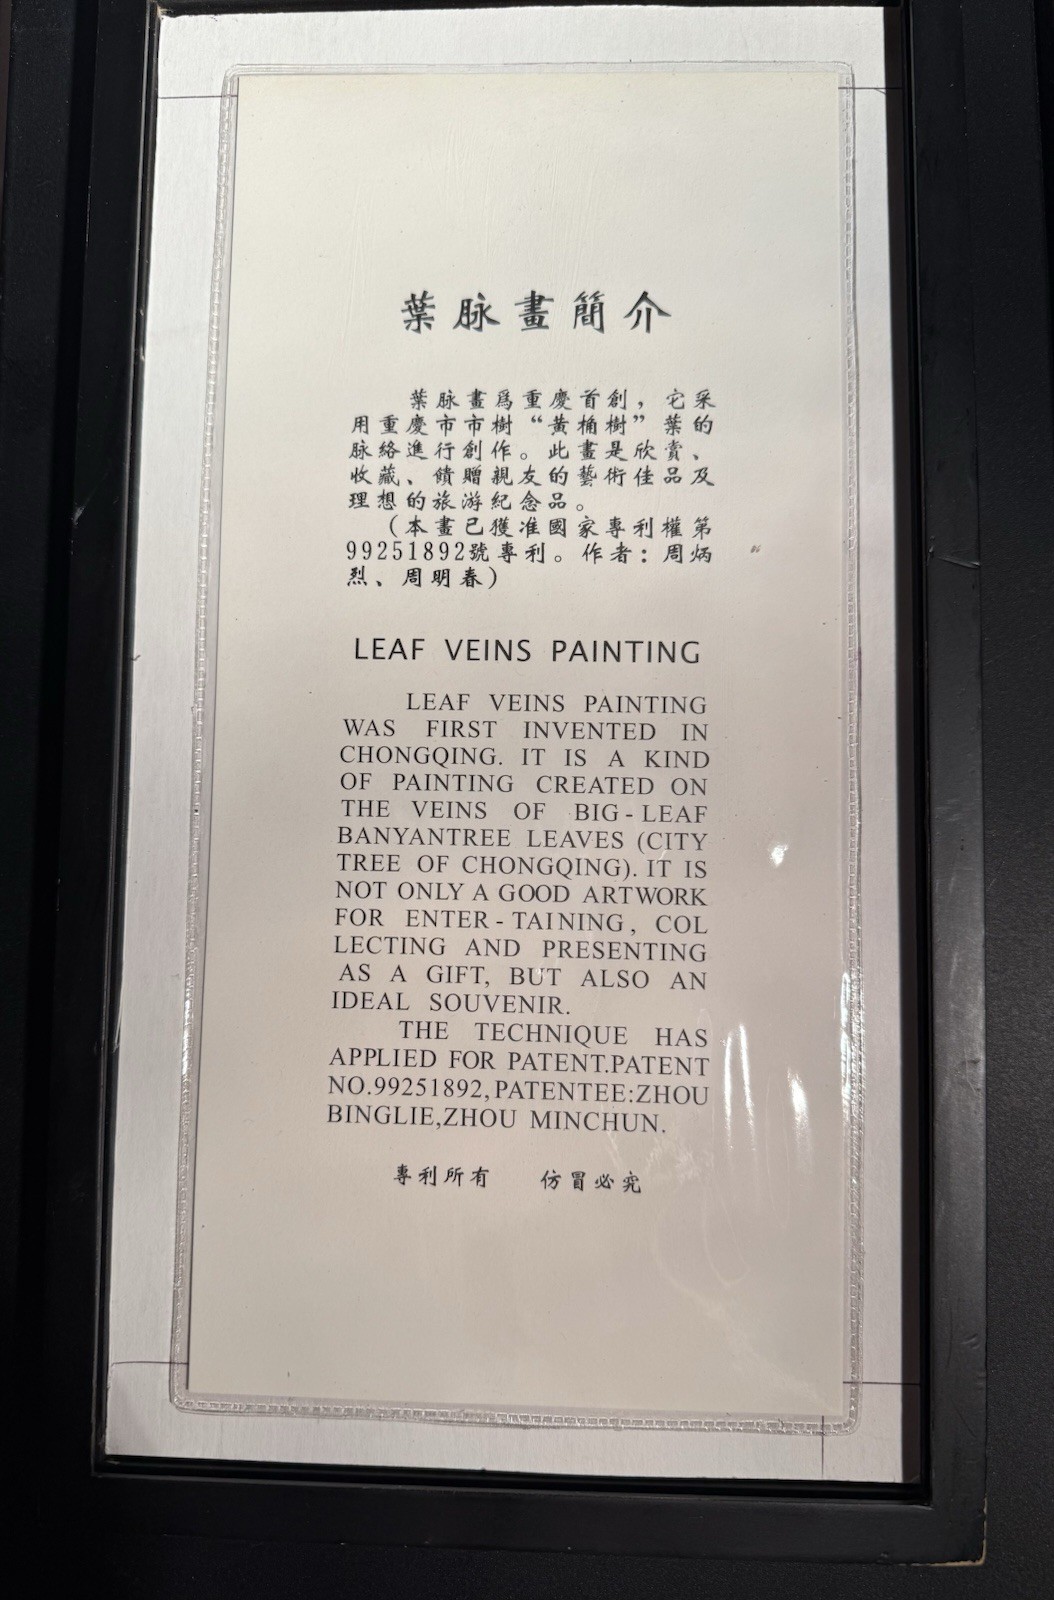 葉脉畫簡介
葉脉畫爲重慶首創，它采
用重慶市市樹“黃桷樹”葉的
脉絡進行創作。此畫是欣賞、
收藏、饋贈親友的藝術佳品及
理想的旅游紀念品。
（本畫已獲准國家專利權第
99251892號專利。作者：周炳
烈、周明春）
LEAF VEINS PAINTING
LEAF VEINS PAINTING
WAS FIRST INVENTED IN
CHONGQING. IT IS A KIND
OF PAINTING CREATED ON
THE VEINS OF BIG-LEAF
BANYANTREE LEAVES (CITY
TREE OF CHONGQING). IT IS
NOT ONLY A GOOD ARTWORK
FOR ENTER-TAINING, COL
LECTING AND PRESENTING
AS A GIFT, BUT ALSO AN
IDEAL SOUVENIR.
THE TECHNIQUE HAS
APPLIED FOR PATENT.PATENT
NO.99251892,PATENTEE:ZHOU
BINGLIE,ZHOU MINCHUN.
專利所有 仿冒必究